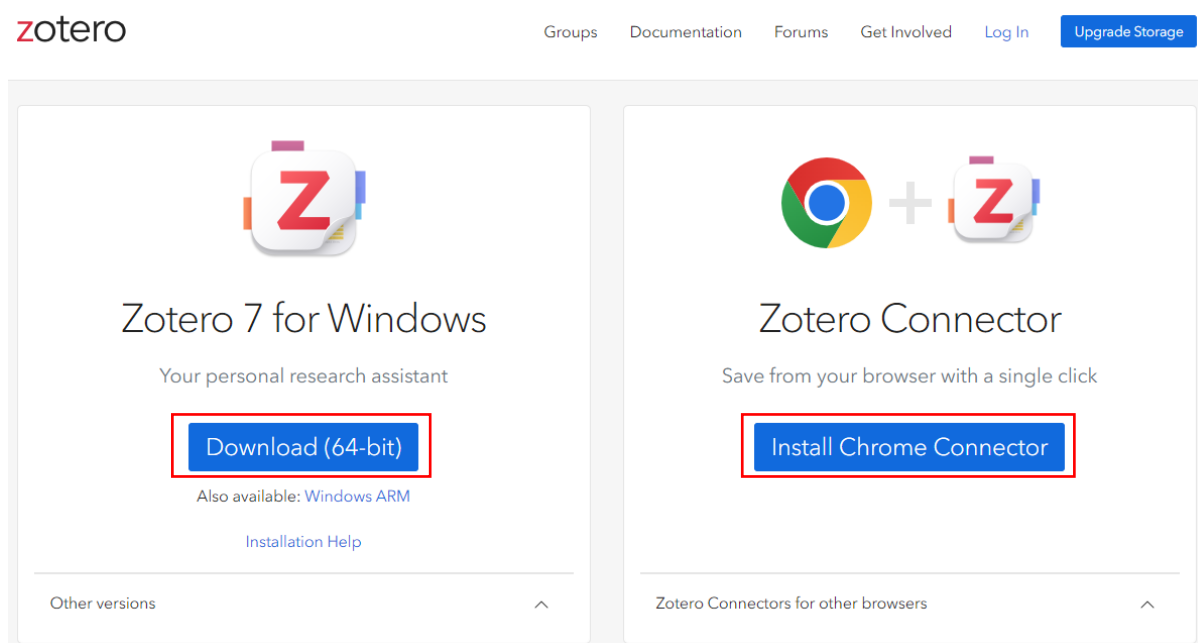 zotero
Groups Documentation Forums Get Involved Log In Upgrade Storage
Z
Zotero 7 for Windows
Your personal research assistant
Download (64-bit)
Also available: Windows ARM
Installation Help
Other versions
Z
Zotero Connector
Save from your browser with a single click
Install Chrome Connector
Zotero Connectors for other browsers